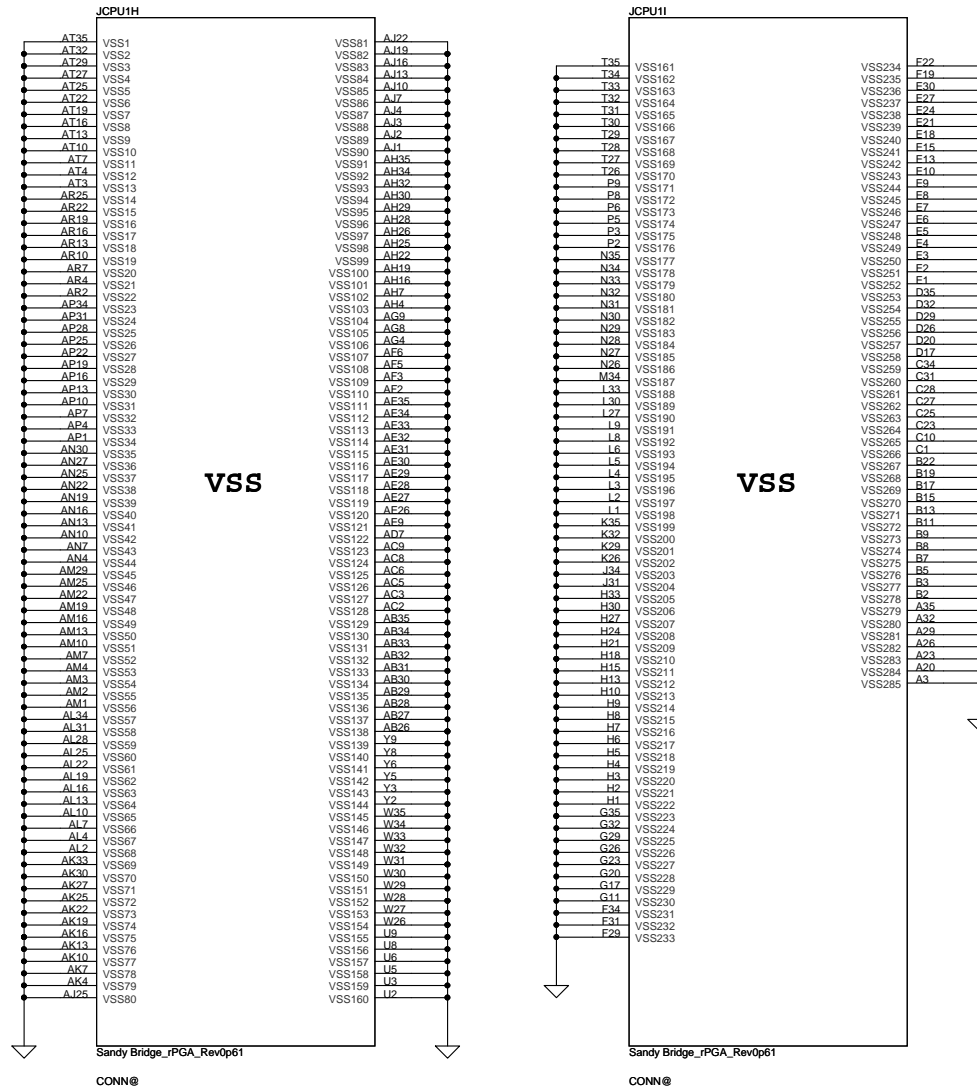 JCPU1H
AT35 VSS1 VSS81 AJ22
AT32 VSS2 VSS82 AJ19
AT29 VSS3 VSS83 AJ16
AT27 VSS4 VSS84 AJ13
AT25 VSS5 VSS85 AJ10
AT22 VSS6 VSS86 AJ7
AT19 VSS7 VSS87 AJ4
AT16 VSS8 VSS88 AJ3
AT13 VSS9 VSS89 AJ2
AT10 VSS10 VSS90 AJ1
AT7 VSS11 VSS91 AH35
AT4 VSS12 VSS92 AH34
AT3 VSS13 VSS93 AH32
AR25 VSS14 VSS94 AH30
AR22 VSS15 VSS95 AH29
AR19 VSS16 VSS96 AH28
AR16 VSS17 VSS97 AH26
AR13 VSS18 VSS98 AH25
AR10 VSS19 VSS99 AH22
AR7 VSS20 VSS100 AH19
AR4 VSS21 VSS101 AH16
AR2 VSS22 VSS102 AH7
AP34 VSS23 VSS103 AH4
AP31 VSS24 VSS104 AG9
AP28 VSS25 VSS105 AG8
AP25 VSS26 VSS106 AG4
AP22 VSS27 VSS107 AF6
AP19 VSS28 VSS108 AF5
AP16 VSS29 VSS109 AF3
AP13 VSS30 VSS110 AF2
AP10 VSS31 VSS111 AE35
AP7 VSS32 VSS112 AE34
AP4 VSS33 VSS113 AE33
AP1 VSS34 VSS114 AE32
AN30 VSS35 VSS115 AE31
AN27 VSS36 VSS116 AE30
AN25 VSS37 VSS117 AE29
AN22 VSS38 VSS118 AE28
VSS
AN19 VSS39 VSS119 AE27
AN16 VSS40 VSS120 AE26
AN13 VSS41 VSS121 AE9
AN10 VSS42 VSS122 AD7
AN7 VSS43 VSS123 AC9
AN4 VSS44 VSS124 AC8
AM29 VSS45 VSS125 AC6
AM25 VSS46 VSS126 AC5
AM22 VSS47 VSS127 AC3
AM19 VSS48 VSS128 AC2
AM16 VSS49 VSS129 AB35
AM13 VSS50 VSS130 AB34
AM10 VSS51 VSS131 AB33
AM7 VSS52 VSS132 AB32
AM4 VSS53 VSS133 AB31
AM3 VSS54 VSS134 AB30
AM2 VSS55 VSS135 AB29
AM1 VSS56 VSS136 AB28
AL34 VSS57 VSS137 AB27
AL31 VSS58 VSS138 AB26
AL28 VSS59 VSS139 Y9
AL25 VSS60 VSS140 Y8
AL22 VSS61 VSS141 Y6
AL19 VSS62 VSS142 Y5
AL16 VSS63 VSS143 Y3
AL13 VSS64 VSS144 Y2
AL10 VSS65 VSS145 W35
AL7 VSS66 VSS146 W34
AL4 VSS67 VSS147 W33
AL2 VSS68 VSS148 W32
AK33 VSS69 VSS149 W31
AK30 VSS70 VSS150 W30
AK27 VSS71 VSS151 W29
AK25 VSS72 VSS152 W28
AK22 VSS73 VSS153 W27
AK19 VSS74 VSS154 W26
AK16 VSS75 VSS155 U9
AK13 VSS76 VSS156 U8
AK10 VSS77 VSS157 U6
AK7 VSS78 VSS158 U5
AK4 VSS79 VSS159 U3
AJ25 VSS80 VSS160 U2
Sandy Bridge_rPGA_Rev0p61
CONN@
JCPU1I
T35 VSS161 VSS234 F22
T34 VSS162 VSS235 F19
T33 VSS163 VSS236 E30
T32 VSS164 VSS237 E27
T31 VSS165 VSS238 E24
T30 VSS166 VSS239 E21
T29 VSS167 VSS240 E18
T28 VSS168 VSS241 E15
T27 VSS169 VSS242 E13
T26 VSS170 VSS243 E10
P9 VSS171 VSS244 E9
P8 VSS172 VSS245 E8
P6 VSS173 VSS246 E7
P5 VSS174 VSS247 E6
P3 VSS175 VSS248 E5
P2 VSS176 VSS249 E4
N35 VSS177 VSS250 E3
N34 VSS178 VSS251 E2
N33 VSS179 VSS252 E1
N32 VSS180 VSS253 D35
N31 VSS181 VSS254 D32
N30 VSS182 VSS255 D29
N29 VSS183 VSS256 D26
N28 VSS184 VSS257 D20
N27 VSS185 VSS258 D17
N26 VSS186 VSS259 C34
M34 VSS187 VSS260 C31
L33 VSS188 VSS261 C28
L30 VSS189 VSS262 C27
L27 VSS190 VSS263 C25
L9 VSS191 VSS264 C23
L8 VSS192 VSS265 C10
L6 VSS193 VSS266 C1
L5 VSS194 VSS267 B22
L4 VSS195 VSS268 B19
L3 VSS196 VSS269 B17
VSS
L2 VSS197 VSS270 B15
L1 VSS198 VSS271 B13
K35 VSS199 VSS272 B11
K32 VSS200 VSS273 B9
K29 VSS201 VSS274 B8
K26 VSS202 VSS275 B7
J34 VSS203 VSS276 B5
J31 VSS204 VSS277 B3
H33 VSS205 VSS278 B2
H30 VSS206 VSS279 A35
H27 VSS207 VSS280 A32
H24 VSS208 VSS281 A29
H21 VSS209 VSS282 A26
H18 VSS210 VSS283 A23
H15 VSS211 VSS284 A20
H13 VSS212 VSS285 A3
H10 VSS213
H9 VSS214
H8 VSS215
H7 VSS216
H6 VSS217
H5 VSS218
H4 VSS219
H3 VSS220
H2 VSS221
H1 VSS222
G35 VSS223
G32 VSS224
G29 VSS225
G26 VSS226
G23 VSS227
G20 VSS228
G17 VSS229
G11 VSS230
F34 VSS231
F31 VSS232
F29 VSS233
Sandy Bridge_rPGA_Rev0p61
CONN@